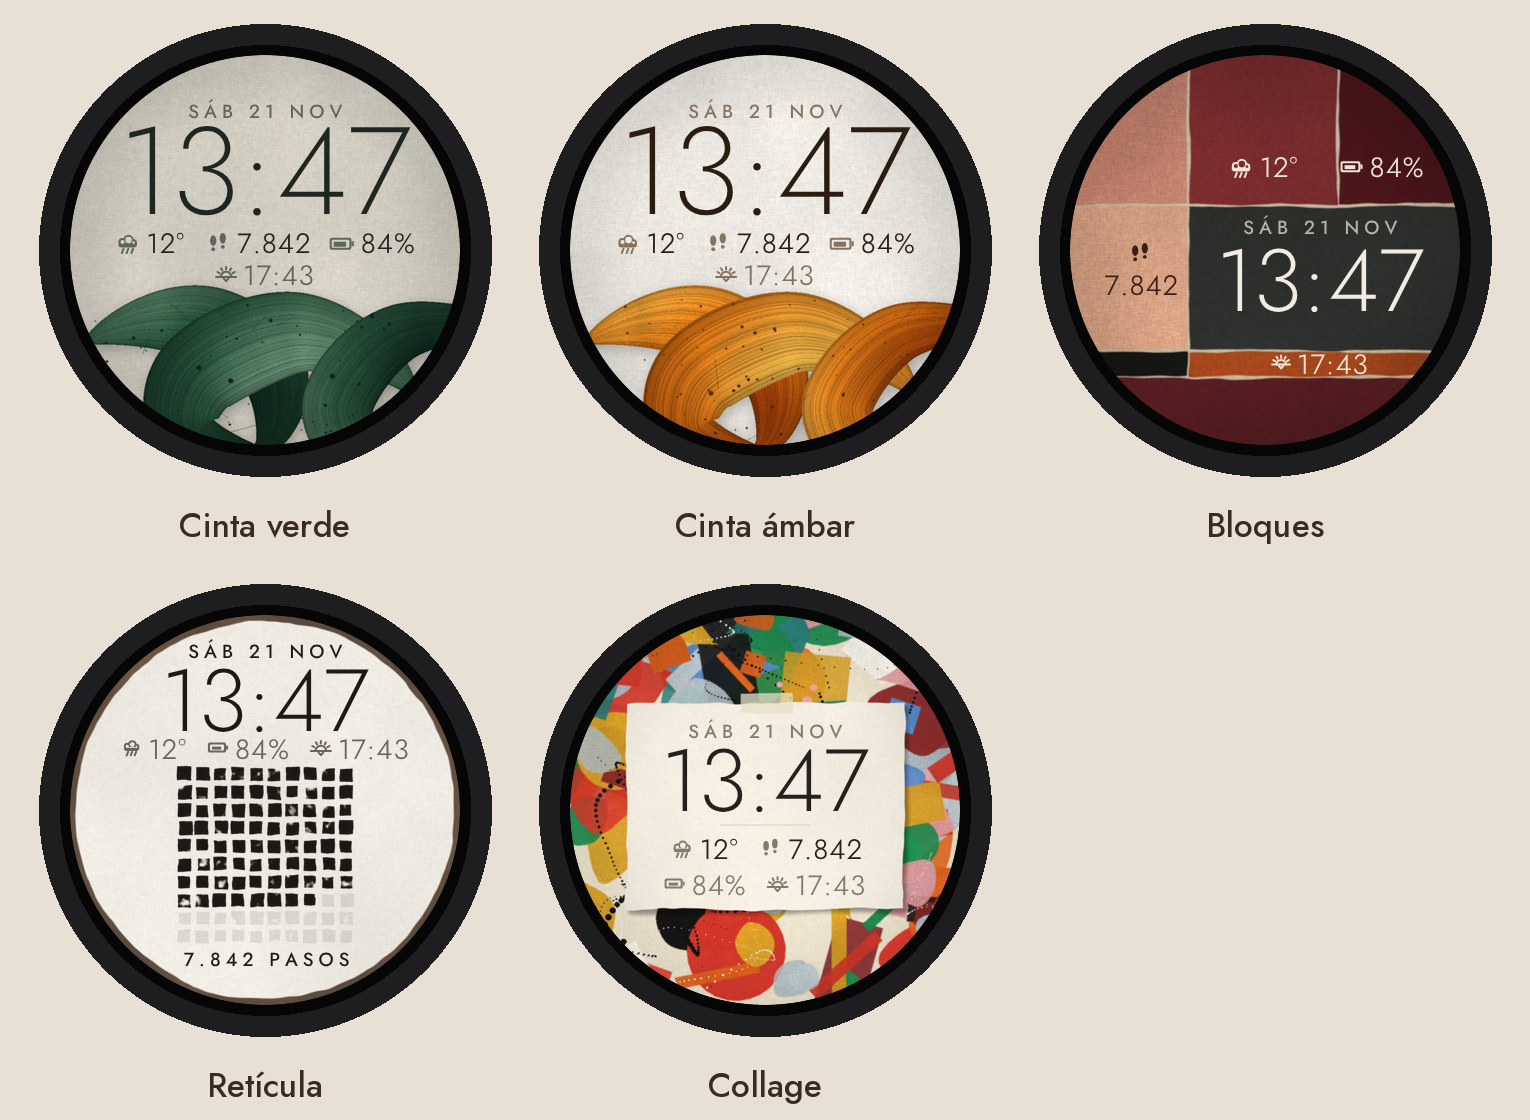 SÁB 21 NOV
13:47
12° 7.842 84%
17:43
Cinta verde
SÁB 21 NOV
13:47
12° 7.842 84%
17:43
Cinta ámbar
12° 84%
SÁB 21 NOV
13:47
7.842
17:43
Bloques
SÁB 21 NOV
13:47
12° 84% 17:43
7.842 PASOS
Retícula
SÁB 21 NOV
13:47
12° 7.842
84% 17:43
Collage